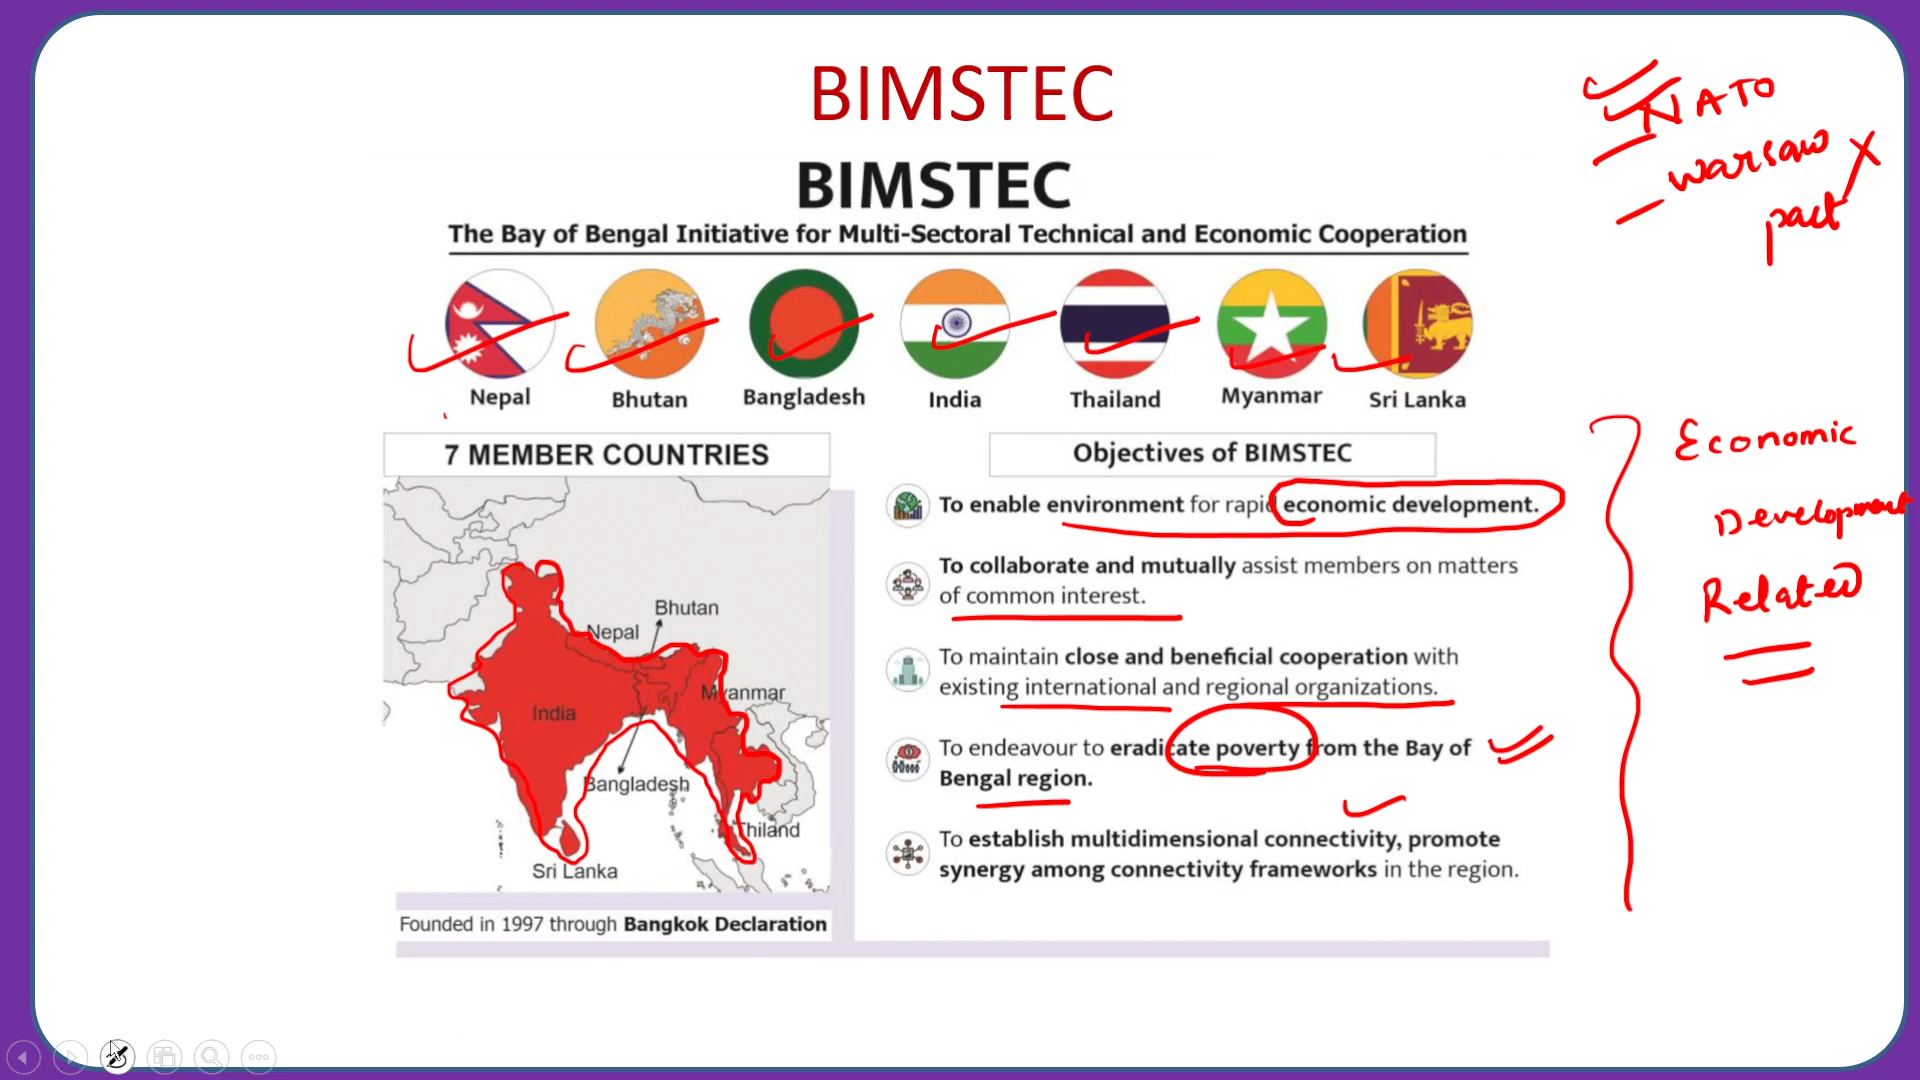 BIMSTEC
NATO
warsaw X
pact
BIMSTEC
The Bay of Bengal Initiative for Multi-Sectoral Technical and Economic Cooperation
Nepal Bhutan Bangladesh India Thailand Myanmar Sri Lanka
7 MEMBER COUNTRIES
Bhutan
Nepal
Myanmar
India
Bangladesh
Thiland
Sri Lanka
Founded in 1997 through Bangkok Declaration
Objectives of BIMSTEC
To enable environment for rapid economic development.
To collaborate and mutually assist members on matters
of common interest.
To maintain close and beneficial cooperation with
existing international and regional organizations.
To endeavour to eradicate poverty from the Bay of
Bengal region.
To establish multidimensional connectivity, promote
synergy among connectivity frameworks in the region.
Economic
Development
Related